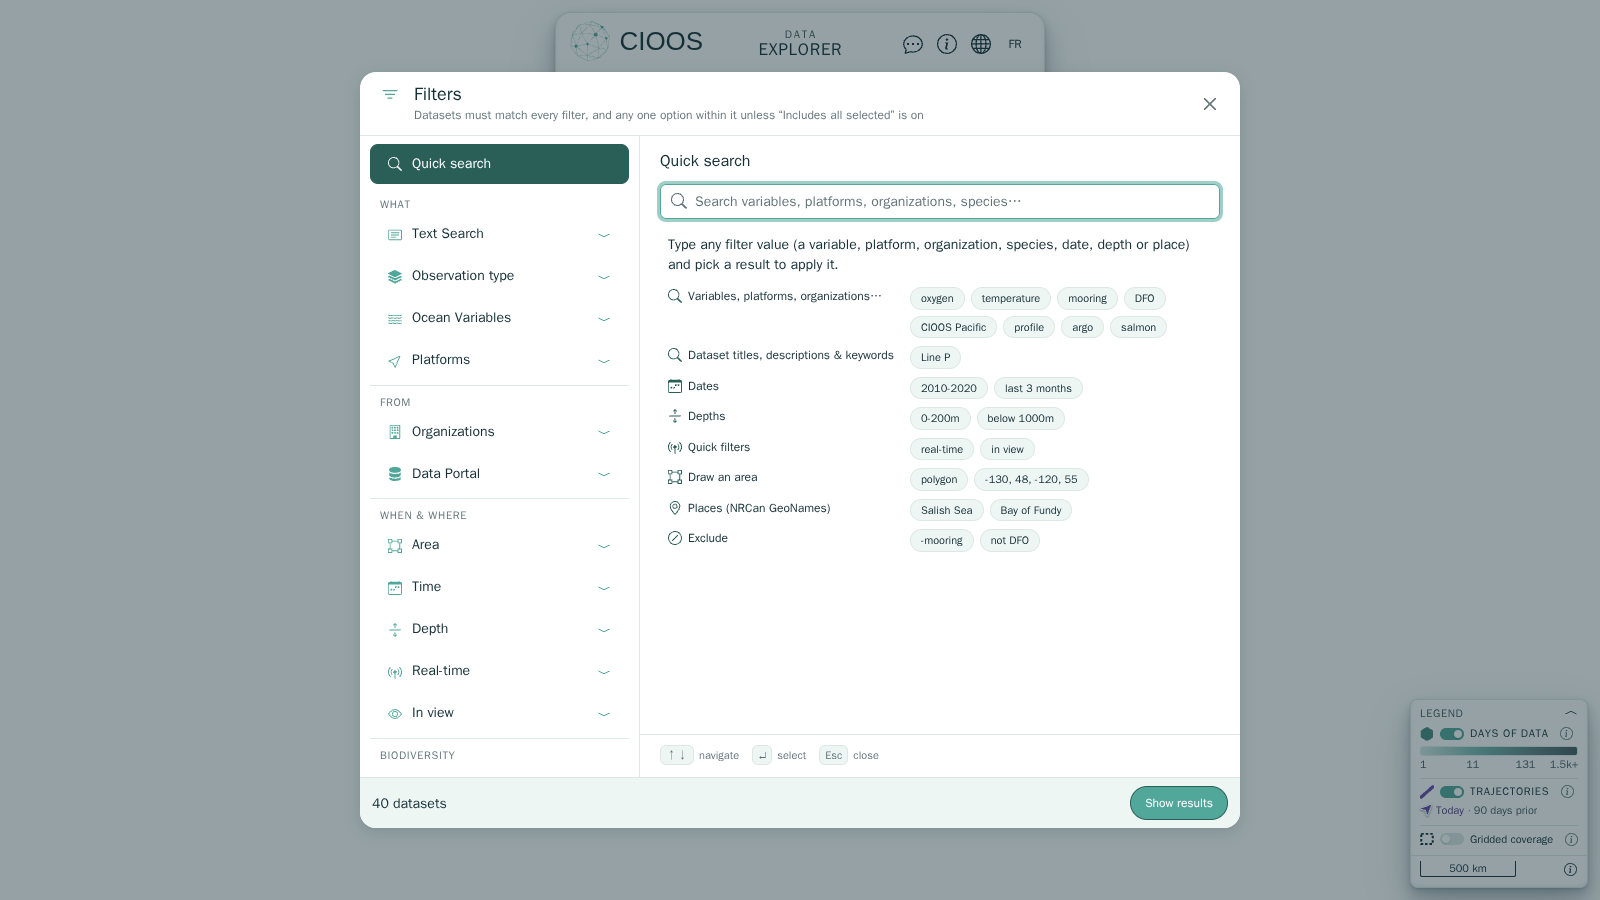 CIOOS
DATA
EXPLORER
FR
Filters
Datasets must match every filter, and any one option within it unless “Includes all selected” is on
Quick search
WHAT
Text Search
Observation type
Ocean Variables
Platforms
FROM
Organizations
Data Portal
WHEN & WHERE
Area
Time
Depth
Real-time
In view
BIODIVERSITY
Quick search
Search variables, platforms, organizations, species···
Type any filter value (a variable, platform, organization, species, date, depth or place)
and pick a result to apply it.
Variables, platforms, organizations··· oxygen temperature mooring DFO
CIOOS Pacific profile argo salmon
Dataset titles, descriptions & keywords Line P
Dates 2010-2020 last 3 months
Depths 0-200m below 1000m
Quick filters real-time in view
Draw an area polygon -130, 48, -120, 55
Places (NRCan GeoNames) Salish Sea Bay of Fundy
Exclude -mooring not DFO
↑ ↓ navigate ↵ select Esc close
40 datasets
Show results
LEGEND
DAYS OF DATA
1 11 131 1.5k+
TRAJECTORIES
Today · 90 days prior
Gridded coverage
500 km